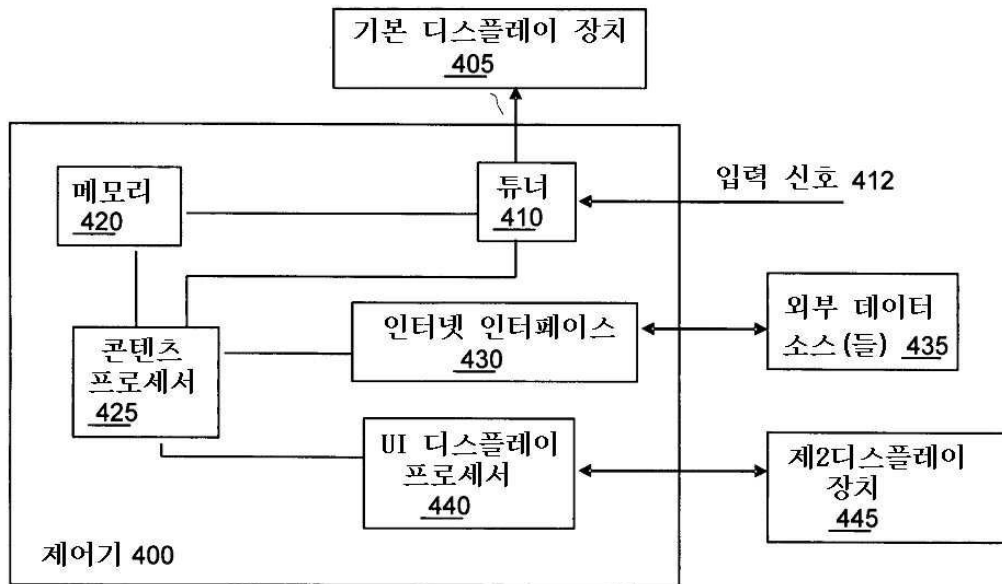 기본 디스플레이 장치
405
메모리
420
튜너
410
입력 신호 412
콘텐츠
프로세서
425
인터넷 인터페이스
430
외부 데이터
소스(들) 435
UI 디스플레이
프로세서
440
제2디스플레이
장치
445
제어기 400